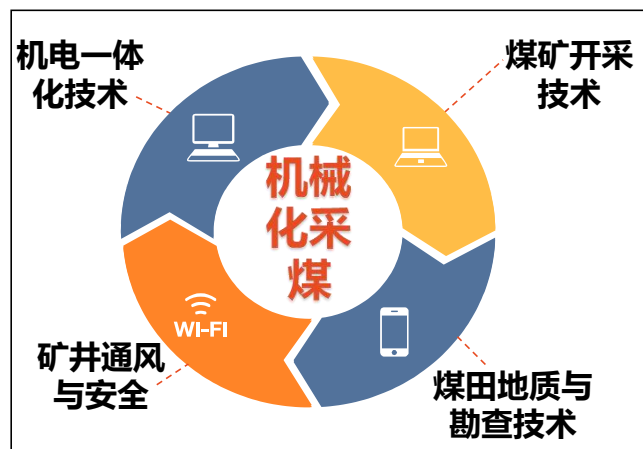 机电一体
化技术
煤矿开采
技术
机械
化采
煤
WI-FI
矿井通风
与安全
煤田地质与
勘查技术